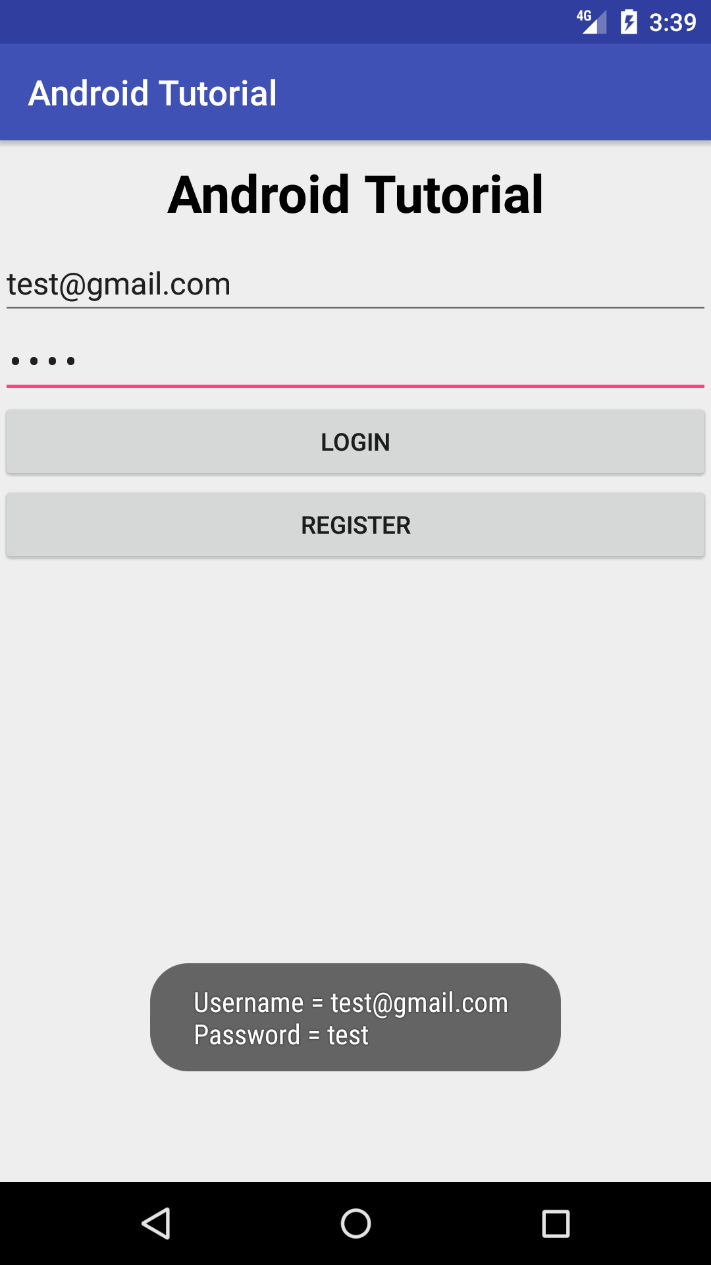 4G 3:39
Android Tutorial
Android Tutorial
test@gmail.com
••••
LOGIN
REGISTER
Username = test@gmail.com
Password = test